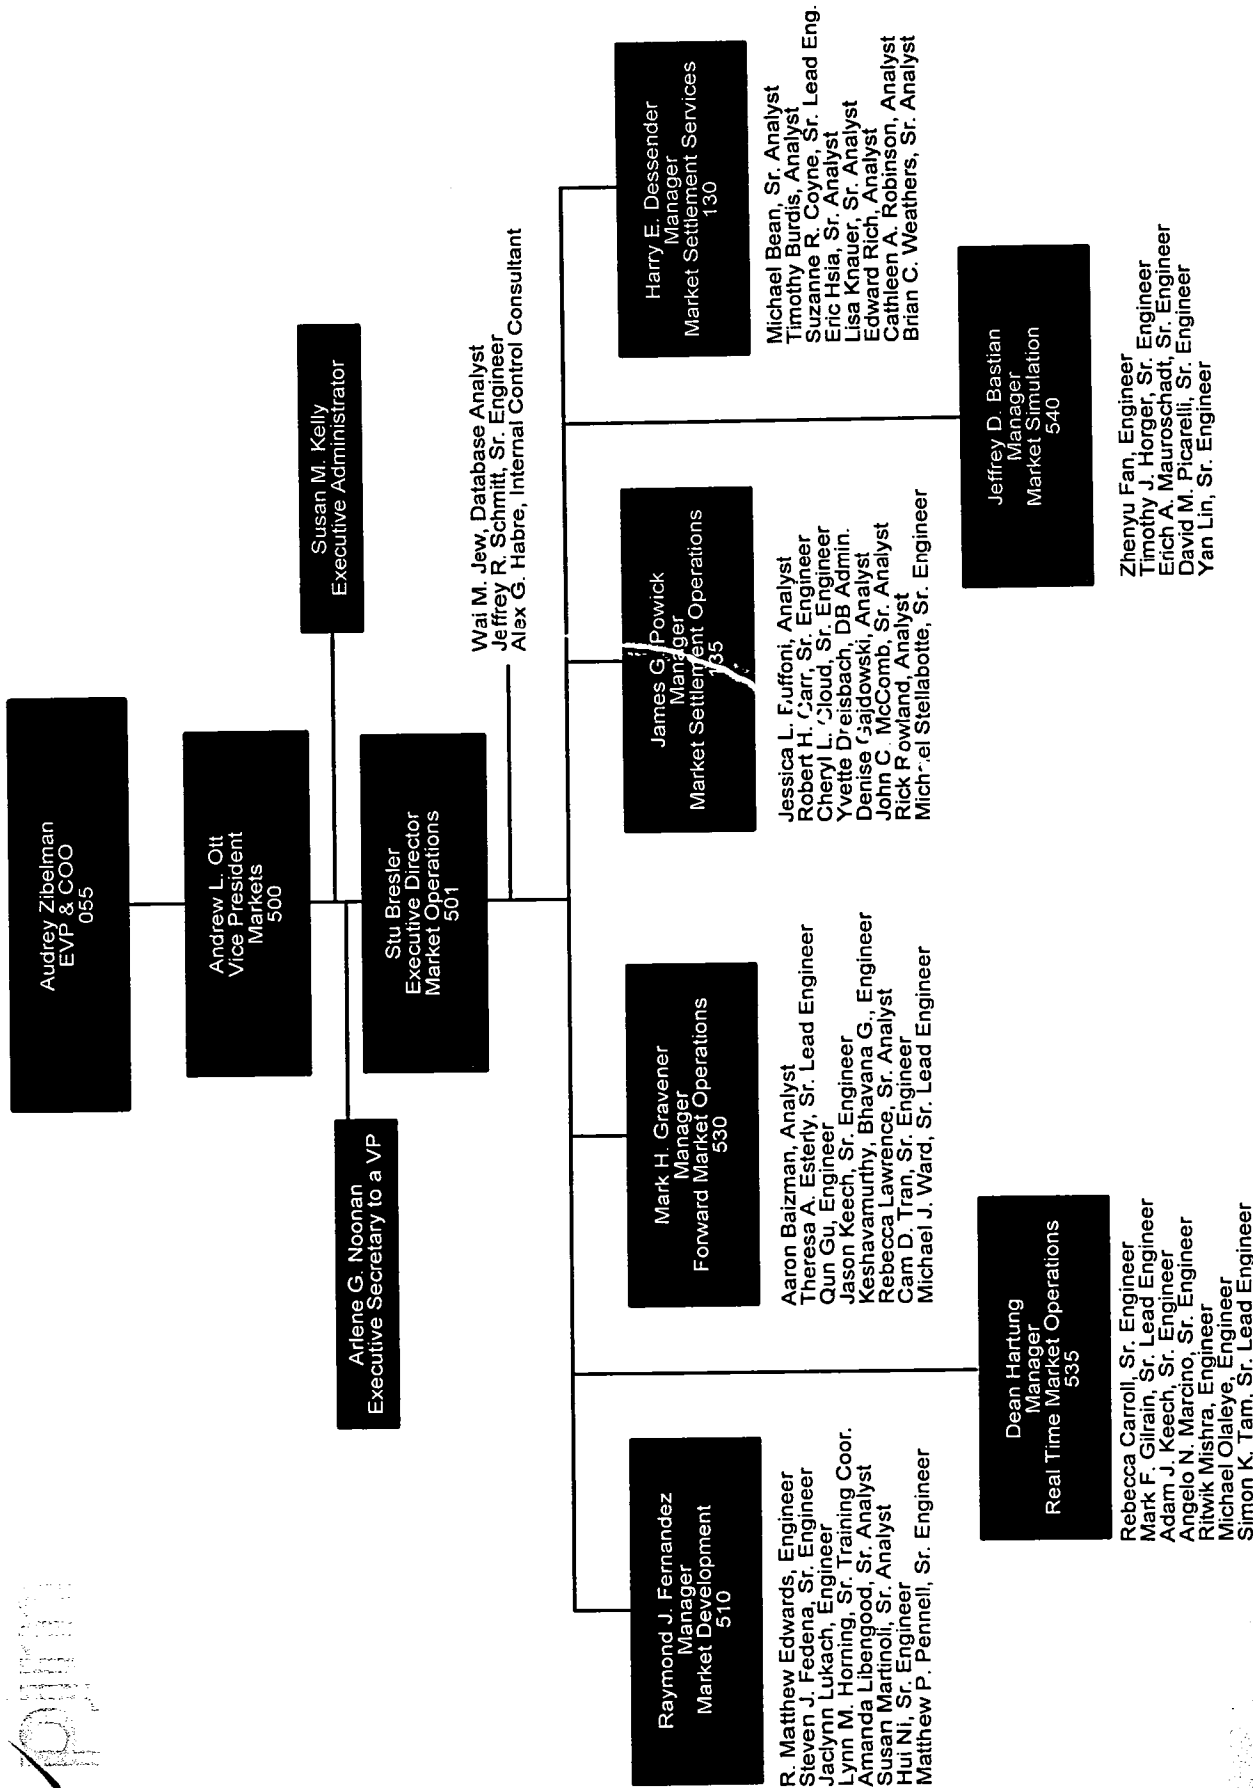 pjm
Audrey Zibelman
EVP & COO
055
Andrew L. Ott
Vice President
Markets
500
Susan M. Kelly
Executive Administrator
Arlene G. Noonan
Executive Secretary to a VP
Stu Bresler
Executive Director
Market Operations
501
Wai M. Jew, Database Analyst
Jeffrey R. Schmitt, Sr. Engineer
Alex G. Habre, Internal Control Consultant
Raymond J. Fernandez
Manager
Market Development
510
R. Matthew Edwards, Engineer
Steven J. Fedena, Sr. Engineer
Jaclynn Lukach, Engineer
Lynn M. Horning, Sr. Training Coor.
Amanda Libengood, Sr. Analyst
Susan Martinoli, Sr. Analyst
Hui Ni, Sr. Engineer
Matthew P. Pennell, Sr. Engineer
Mark H. Gravener
Manager
Forward Market Operations
530
Aaron Baizman, Analyst
Theresa A. Esterly, Sr. Lead Engineer
Qun Gu, Engineer
Jason Keech, Sr. Engineer
Keshavamurthy, Bhavana G., Engineer
Rebecca Lawrence, Sr. Analyst
Cam D. Tran, Sr. Engineer
Michael J. Ward, Sr. Lead Engineer
James G. Powick
Manager
Market Settlement Operations
135
Jessica L. Ruffoni, Analyst
Robert H. Carr, Sr. Engineer
Cheryl L. Cloud, Sr. Engineer
Yvette Dreisbach, DB Admin.
Denise Gajdowski, Analyst
John C. McComb, Sr. Analyst
Rick Rowland, Analyst
Michael Stellabotte, Sr. Engineer
Harry E. Dessender
Manager
Market Settlement Services
130
Michael Bean, Sr. Analyst
Timothy Burdis, Analyst
Suzanne R. Coyne, Sr. Lead Eng.
Eric Hsia, Sr. Analyst
Lisa Knauer, Sr. Analyst
Edward Rich, Analyst
Cathleen A. Robinson, Analyst
Brian C. Weathers, Sr. Analyst
Dean Hartung
Manager
Real Time Market Operations
535
Rebecca Carroll, Sr. Engineer
Mark F. Gilrain, Sr. Lead Engineer
Adam J. Keech, Sr. Engineer
Angelo N. Marcino, Sr. Engineer
Ritwik Mishra, Engineer
Michael Olaleye, Engineer
Simon K. Tam, Sr. Lead Engineer
Jeffrey D. Bastian
Manager
Market Simulation
540
Zhenyu Fan, Engineer
Timothy J. Horger, Sr. Engineer
Erich A. Mauroschadt, Sr. Engineer
David M. Picarelli, Sr. Engineer
Yan Lin, Sr. Engineer